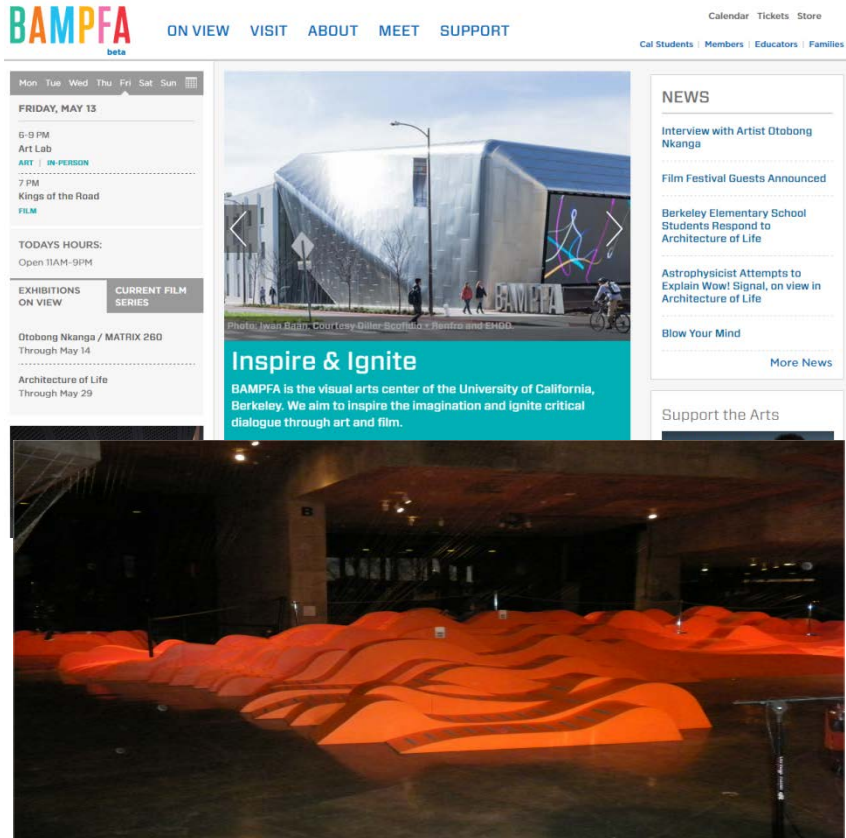 BAMPFA
beta
ON VIEW VISIT ABOUT MEET SUPPORT
Calendar Tickets Store
Cal Students | Members | Educators | Families
Mon Tue Wed Thu Fri Sat Sun
FRIDAY, MAY 13
6-9 PM
Art Lab
ART | IN-PERSON
7 PM
Kings of the Road
FILM
TODAYS HOURS:
Open 11AM-9PM
EXHIBITIONS
ON VIEW
CURRENT FILM
SERIES
Otobong Nkanga / MATRIX 260
Through May 14
Architecture of Life
Through May 29
BAMPFA
Photo: Iwan Baan. Courtesy Diller Scofidio + Renfro and EHDD.
Inspire & Ignite
BAMPFA is the visual arts center of the University of California,
Berkeley. We aim to inspire the imagination and ignite critical
dialogue through art and film.
NEWS
Interview with Artist Otobong
Nkanga
Film Festival Guests Announced
Berkeley Elementary School
Students Respond to
Architecture of Life
Astrophysicist Attempts to
Explain Wow! Signal, on view in
Architecture of Life
Blow Your Mind
More News
Support the Arts
B